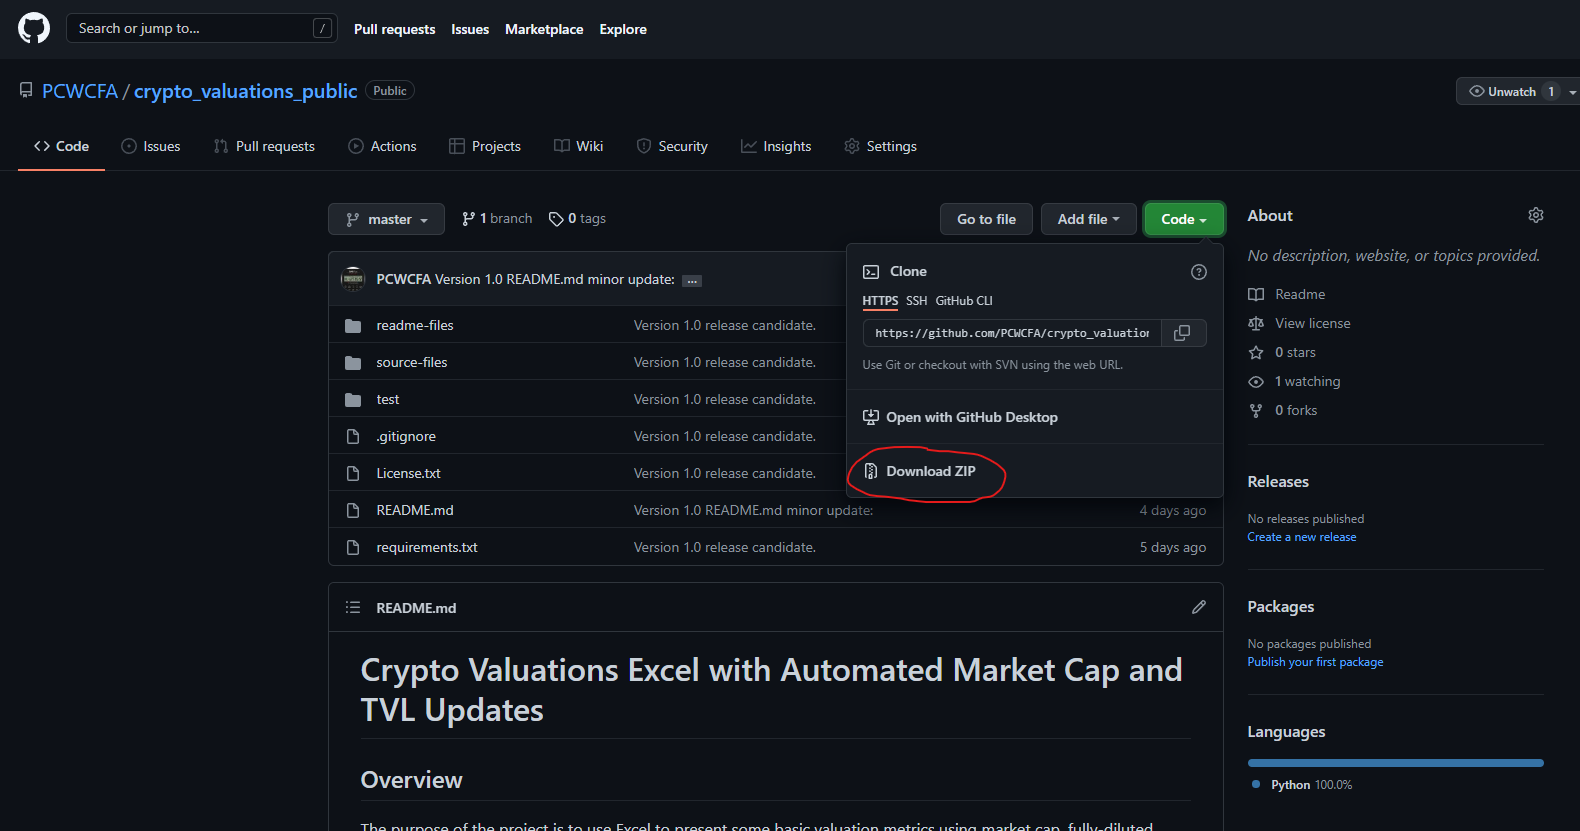 Search or jump to... /
Pull requests Issues Marketplace Explore
PCWCFA / crypto_valuations_public Public
Unwatch 1
Code Issues Pull requests Actions Projects Wiki Security Insights Settings
master 1 branch 0 tags
Go to file Add file Code
PCWCFA Version 1.0 README.md minor update: ...
readme-files Version 1.0 release candidate.
source-files Version 1.0 release candidate.
test Version 1.0 release candidate.
.gitignore Version 1.0 release candidate.
License.txt Version 1.0 release candidate.
README.md Version 1.0 README.md minor update: 4 days ago
requirements.txt Version 1.0 release candidate. 5 days ago
Clone
HTTPS SSH GitHub CLI
https://github.com/PCWCFA/crypto_valuation
Use Git or checkout with SVN using the web URL.
Open with GitHub Desktop
Download ZIP
README.md
Crypto Valuations Excel with Automated Market Cap and
TVL Updates
Overview
The purpose of the project is to use Excel to present some basic valuation metrics using market cap, fully-diluted
About
No description, website, or topics provided.
Readme
View license
0 stars
1 watching
0 forks
Releases
No releases published
Create a new release
Packages
No packages published
Publish your first package
Languages
Python 100.0%